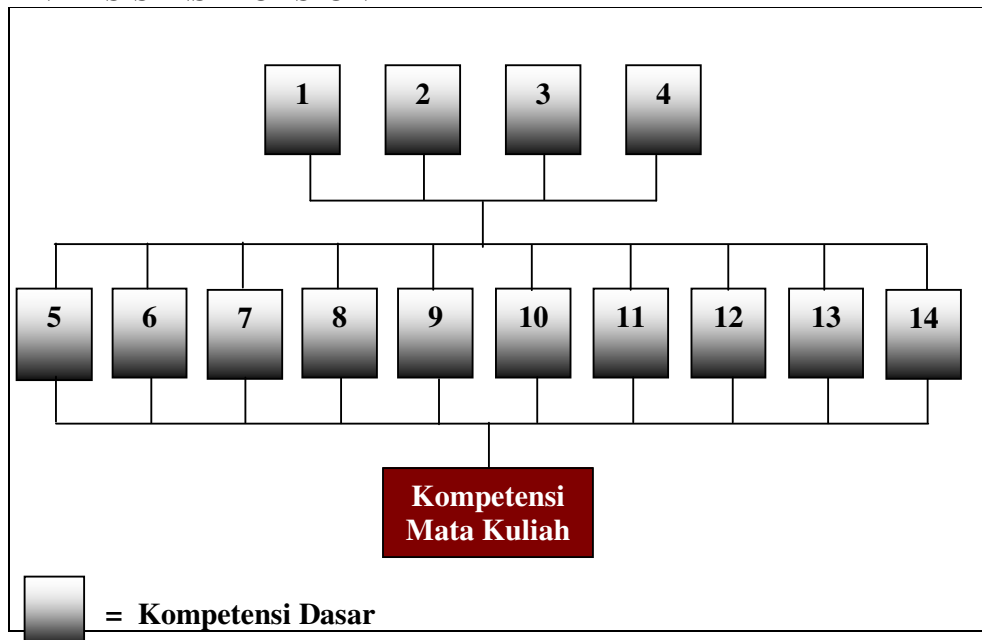 1 2 3 4
5 6 7 8 9 10 11 12 13 14
Kompetensi
Mata Kuliah
= Kompetensi Dasar